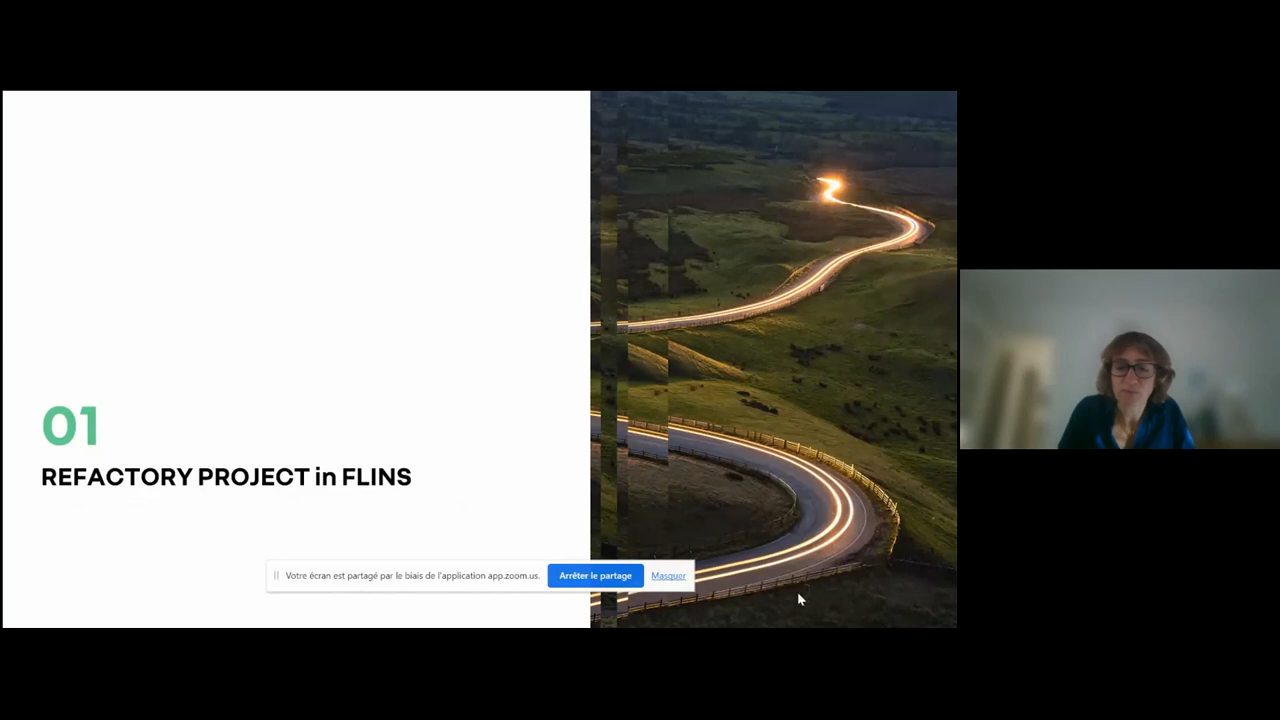 01
REFACTORY PROJECT in FLINS
Votre écran est partagé par le biais de l'application app.zoom.us.
Arrêter le partage
Masquer